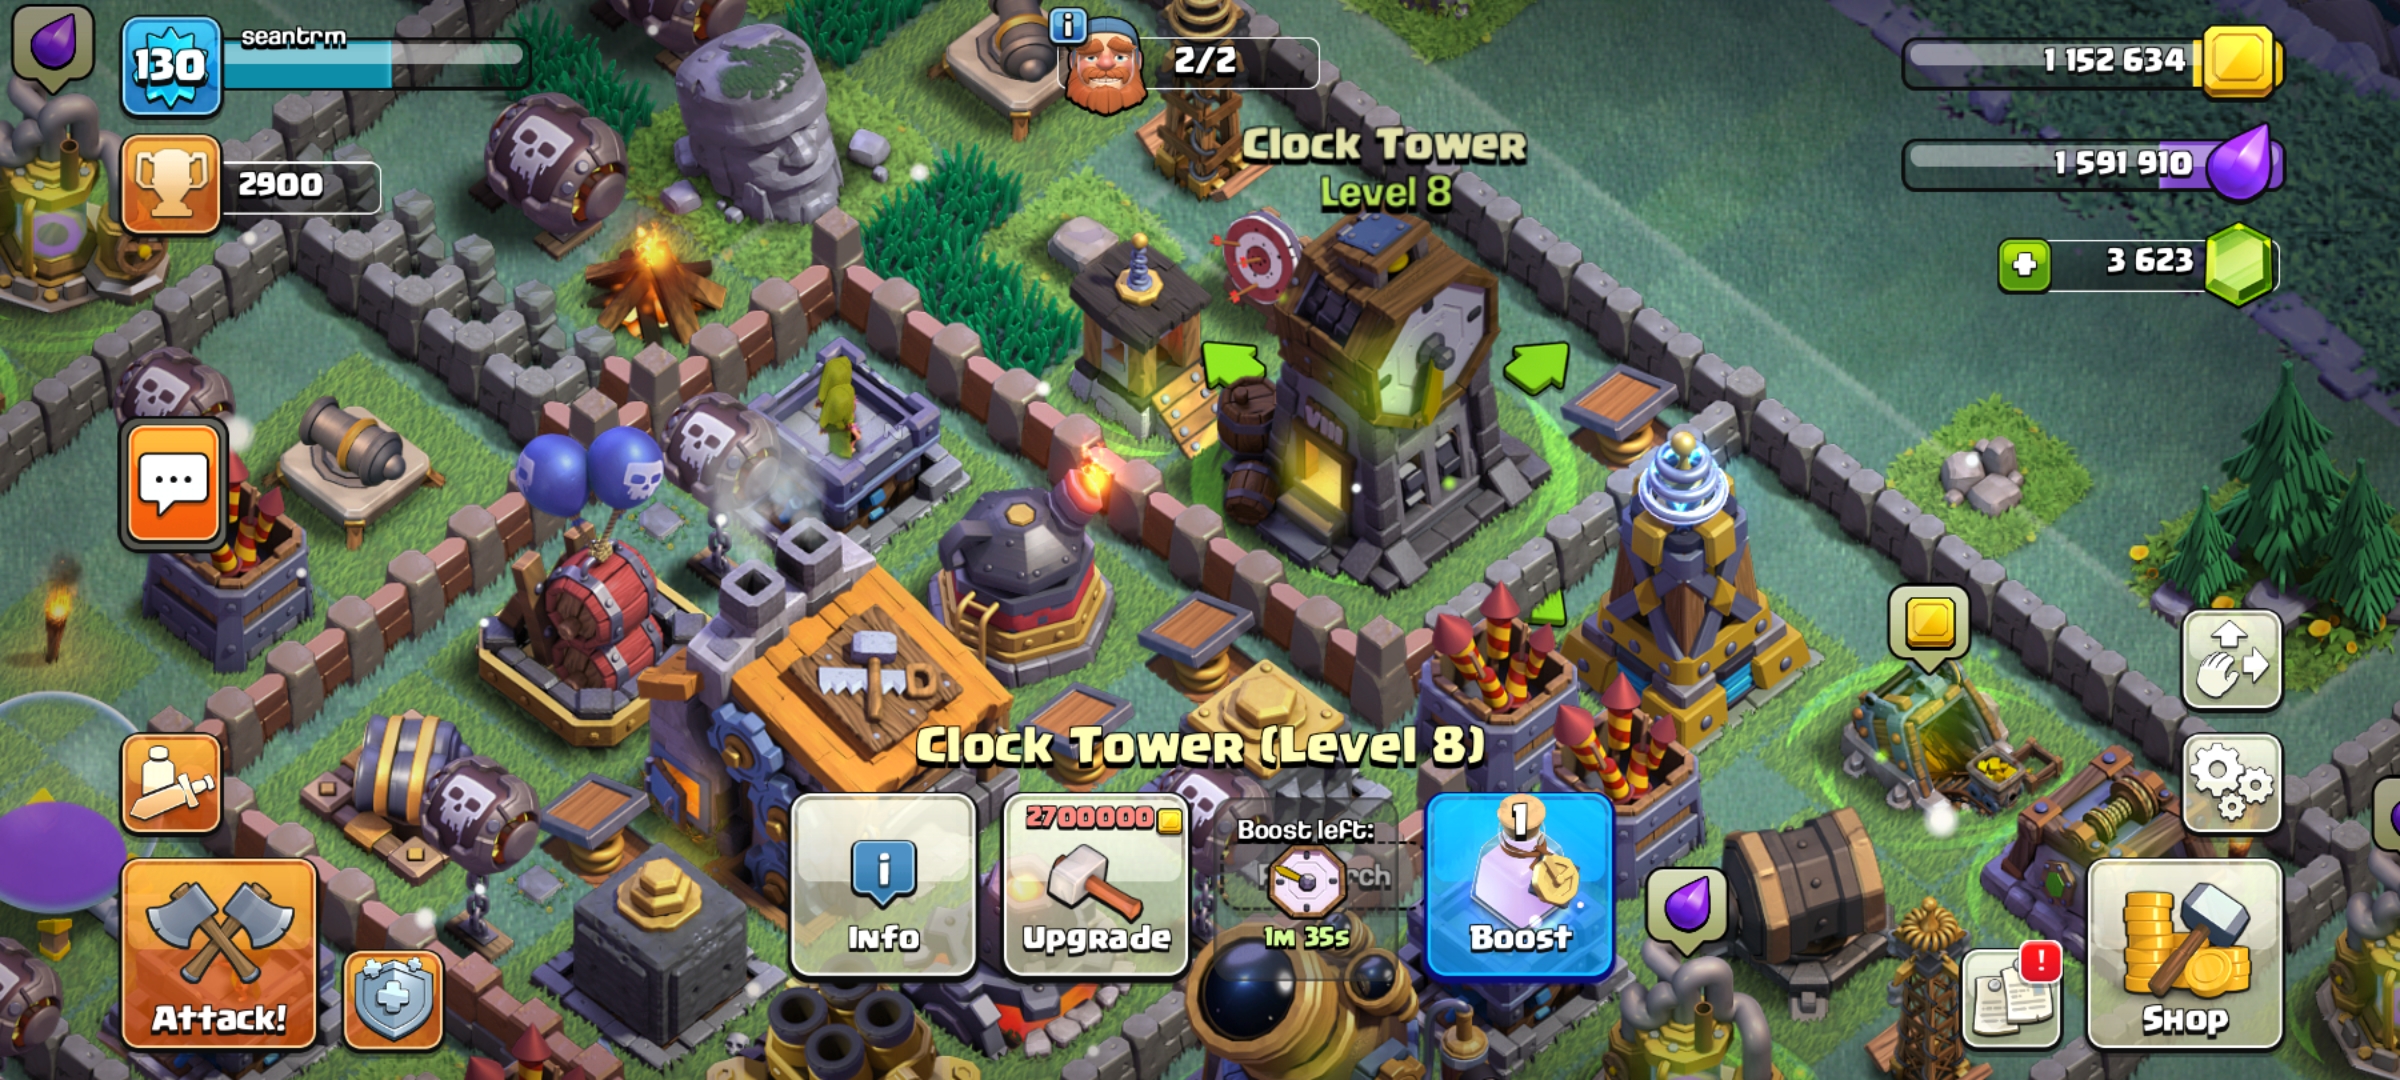 130
seantrm
2/2
1 152 634
2900
1 591 910
3 623
Clock Tower
Level 8
VIII
Clock Tower (Level 8)
Info
2700000
Upgrade
Boost left:
1m 35s
1
Boost
Attack!
!
Shop